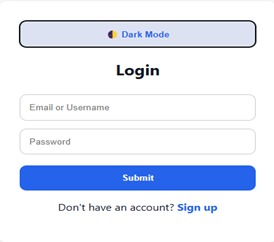 Dark Mode
Login
Email or Username
Password
Submit
Don't have an account? Sign up